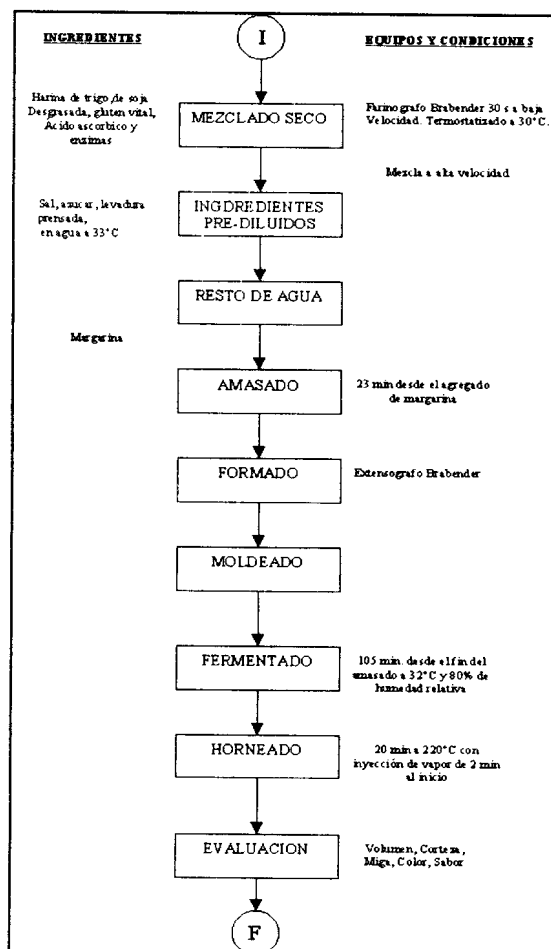 INGREDIENTES
I
EQUIPOS Y CONDICIONES
Harina de trigo, de soja
Desgrasada, gluten vital,
Acido ascorbico y
enzimas
MEZCLADO SECO
Farinografo Brabender 30 s a baja
Velocidad. Termostatizado a 30°C.
Mezcla a alta velocidad
Sal, azucar, levadura
prensada,
en agua a 33°C
INGDREDIENTES
PRE-DILUIDOS
RESTO DE AGUA
Margarina
AMASADO
23 min desde el agregado
de margarina
FORMADO
Extensografo Brabender
MOLDEADO
FERMENTADO
105 min. desde el fin del
amasado a 32°C y 80% de
humedad relativa
HORNEADO
20 min a 220°C con
inyección de vapor de 2 min
al inicio
EVALUACION
Volumen, Corteza,
Miga, Color, Sabor
F